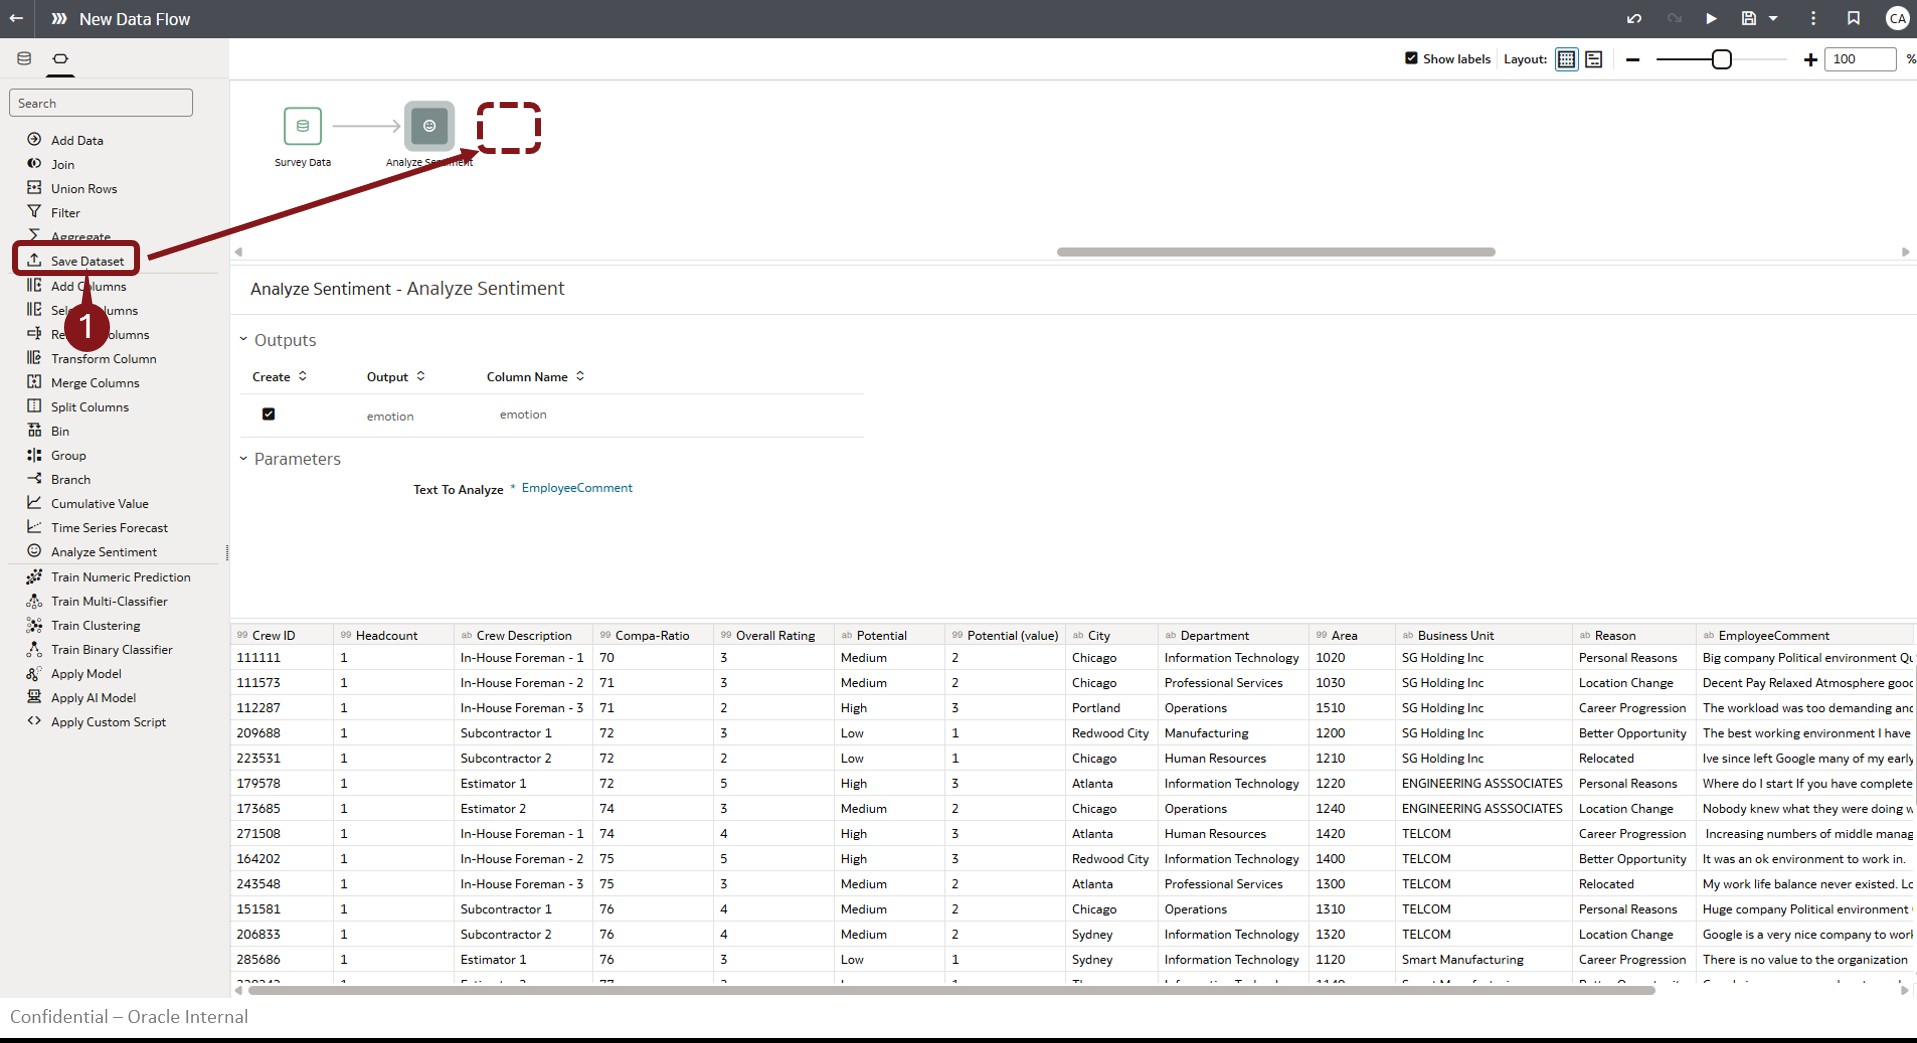 New Data Flow
CA
Show labels Layout: 100 %
Search
Add Data
Join
Union Rows
Filter
Aggregate
Save Dataset
Add Columns
Columns
1
Transform Column
Merge Columns
Split Columns
Bin
Group
Branch
Cumulative Value
Time Series Forecast
Analyze Sentiment
Train Numeric Prediction
Train Multi-Classifier
Train Clustering
Train Binary Classifier
Apply Model
Apply AI Model
Apply Custom Script
Survey Data
Analyze Sentiment
Analyze Sentiment - Analyze Sentiment
Outputs
Create Output Column Name
emotion emotion
Parameters
Text To Analyze * EmployeeComment
99 Crew ID 99 Headcount ab Crew Description 99 Compa-Ratio 99 Overall Rating ab Potential 99 Potential (value) ab City ab Department 99 Area ab Business Unit ab Reason ab EmployeeComment
111111 1 In-House Foreman - 1 70 3 Medium 2 Chicago Information Technology 1020 SG Holding Inc Personal Reasons Big company Political environment Qu
111573 1 In-House Foreman - 2 71 3 Medium 2 Chicago Professional Services 1030 SG Holding Inc Location Change Decent Pay Relaxed Atmosphere good
112287 1 In-House Foreman - 3 71 2 High 3 Portland Operations 1510 SG Holding Inc Career Progression The workload was too demanding and
209688 1 Subcontractor 1 72 3 Low 1 Redwood City Manufacturing 1200 SG Holding Inc Better Opportunity The best working environment I have
223531 1 Subcontractor 2 72 2 Low 1 Chicago Human Resources 1210 SG Holding Inc Relocated Ive since left Google many of my early
179578 1 Estimator 1 72 5 High 3 Atlanta Information Technology 1220 ENGINEERING ASSSOCIATES Personal Reasons Where do I start If you have complete
173685 1 Estimator 2 74 3 Medium 2 Chicago Operations 1240 ENGINEERING ASSSOCIATES Location Change Nobody knew what they were doing w
271508 1 In-House Foreman - 1 74 4 High 3 Atlanta Human Resources 1420 TELCOM Career Progression Increasing numbers of middle manag
164202 1 In-House Foreman - 2 75 5 High 3 Redwood City Information Technology 1400 TELCOM Better Opportunity It was an ok environment to work in.
243548 1 In-House Foreman - 3 75 3 Medium 2 Atlanta Professional Services 1300 TELCOM Relocated My work life balance never existed. Lo
151581 1 Subcontractor 1 76 4 Medium 2 Chicago Operations 1310 TELCOM Personal Reasons Huge company Political environment
206833 1 Subcontractor 2 76 4 Medium 2 Sydney Information Technology 1320 TELCOM Location Change Google is a very nice company to work
285686 1 Estimator 1 76 3 Low 1 Sydney Information Technology 1120 Smart Manufacturing Career Progression There is no value to the organization
Confidential – Oracle Internal